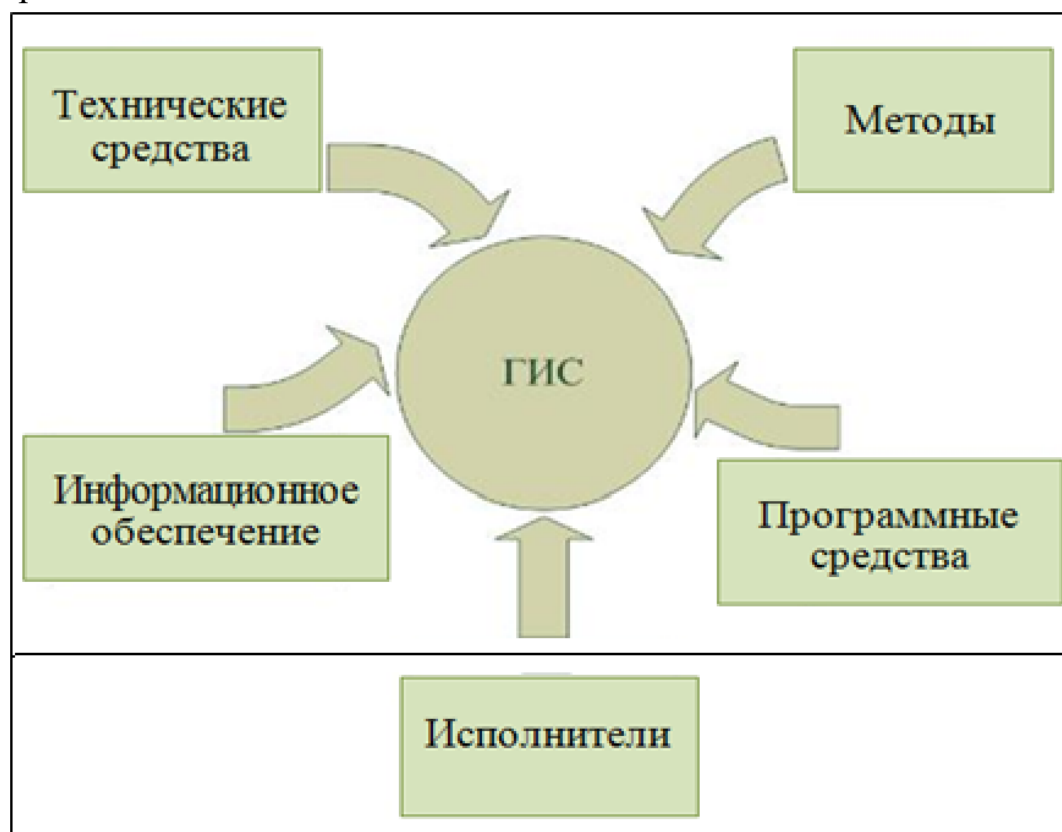 Технические
средства
Методы
ГИС
Информационное
обеспечение
Программные
средства
Исполнители